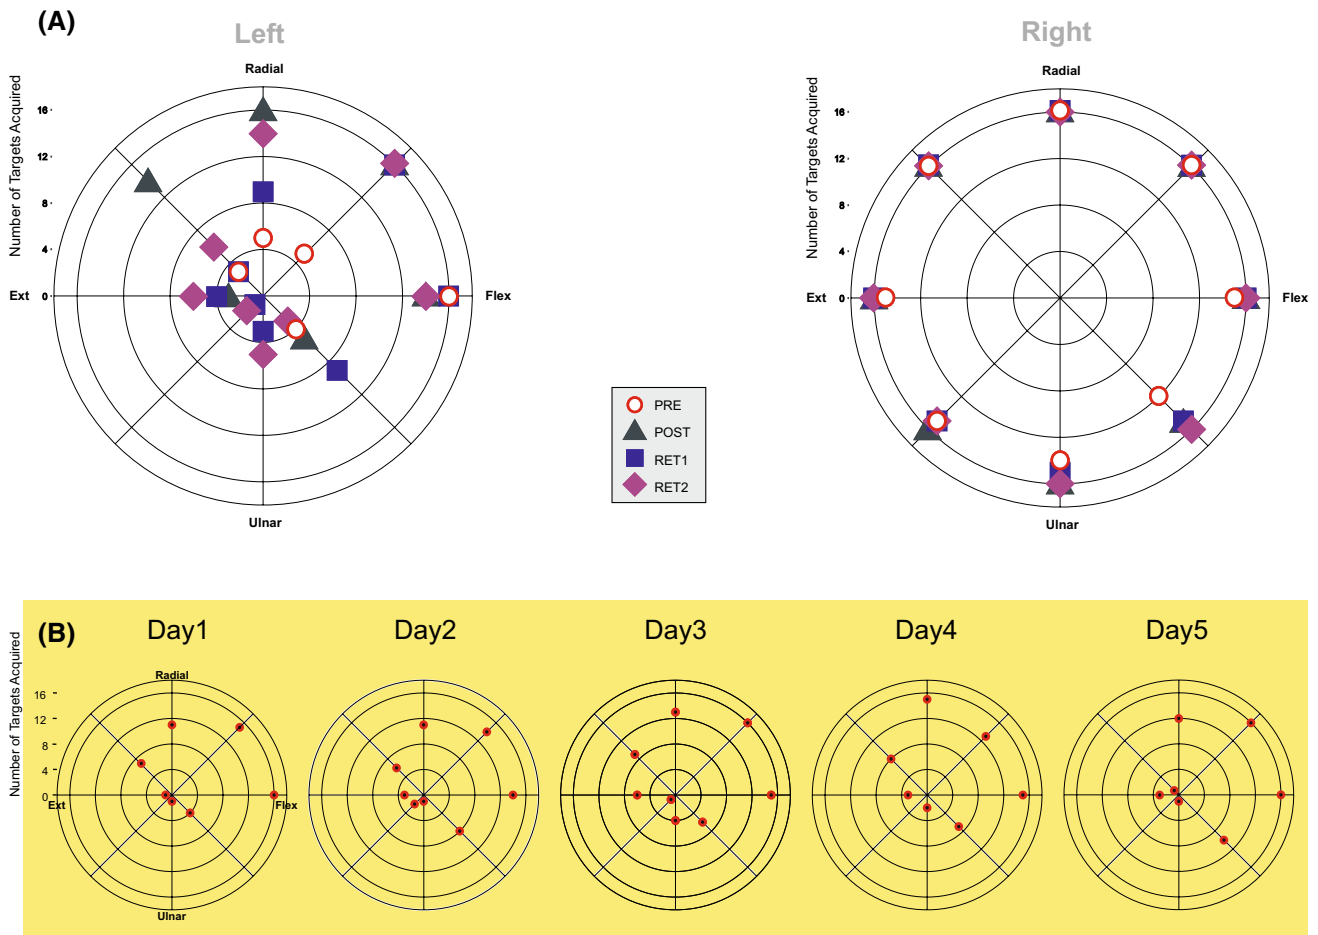 (A)
Left
Right
Radial
Radial
Number of Targets Acquired
16
12
8
4
0
Ext
Flex
Ulnar
Number of Targets Acquired
16
12
8
4
0
Ext
Flex
Ulnar
PRE
POST
RET1
RET2
(B)
Day1
Day2
Day3
Day4
Day5
Number of Targets Acquired
Radial
16
12
8
4
0
Ext
Flex
Ulnar